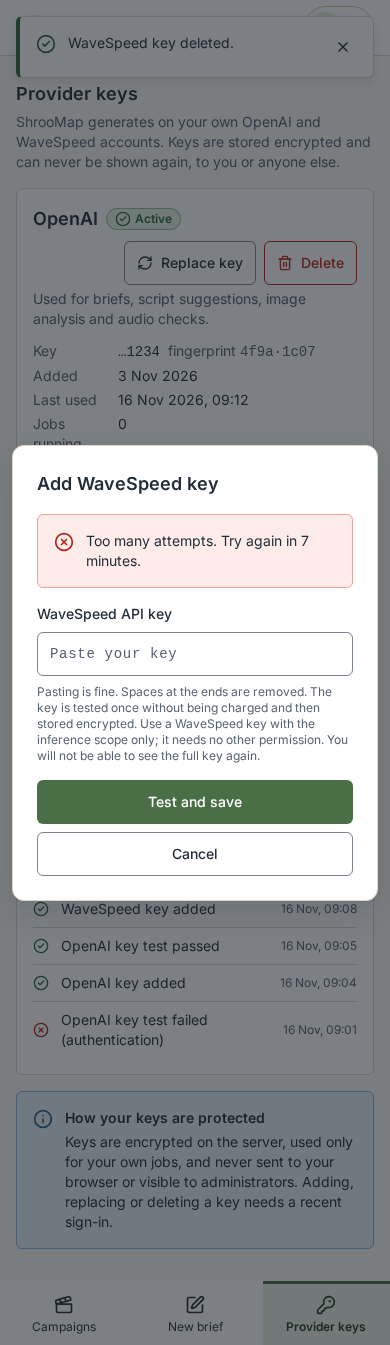 WaveSpeed key deleted.
Provider keys
ShrooMap generates on your own OpenAI and
WaveSpeed accounts. Keys are stored encrypted and
can never be shown again, to you or anyone else.
OpenAI
Active
Replace key
Delete
Used for briefs, script suggestions, image
analysis and audio checks.
Key …1234 fingerprint 4f9a·1c07
Added 3 Nov 2026
Last used 16 Nov 2026, 09:12
Jobs 0
running
Add WaveSpeed key
Too many attempts. Try again in 7
minutes.
WaveSpeed API key
Paste your key
Pasting is fine. Spaces at the ends are removed. The
key is tested once without being charged and then
stored encrypted. Use a WaveSpeed key with the
inference scope only; it needs no other permission. You
will not be able to see the full key again.
Test and save
Cancel
WaveSpeed key added 16 Nov, 09:08
OpenAI key test passed 16 Nov, 09:05
OpenAI key added 16 Nov, 09:04
OpenAI key test failed
(authentication) 16 Nov, 09:01
How your keys are protected
Keys are encrypted on the server, used only
for your own jobs, and never sent to your
browser or visible to administrators. Adding,
replacing or deleting a key needs a recent
sign-in.
Campaigns
New brief
Provider keys